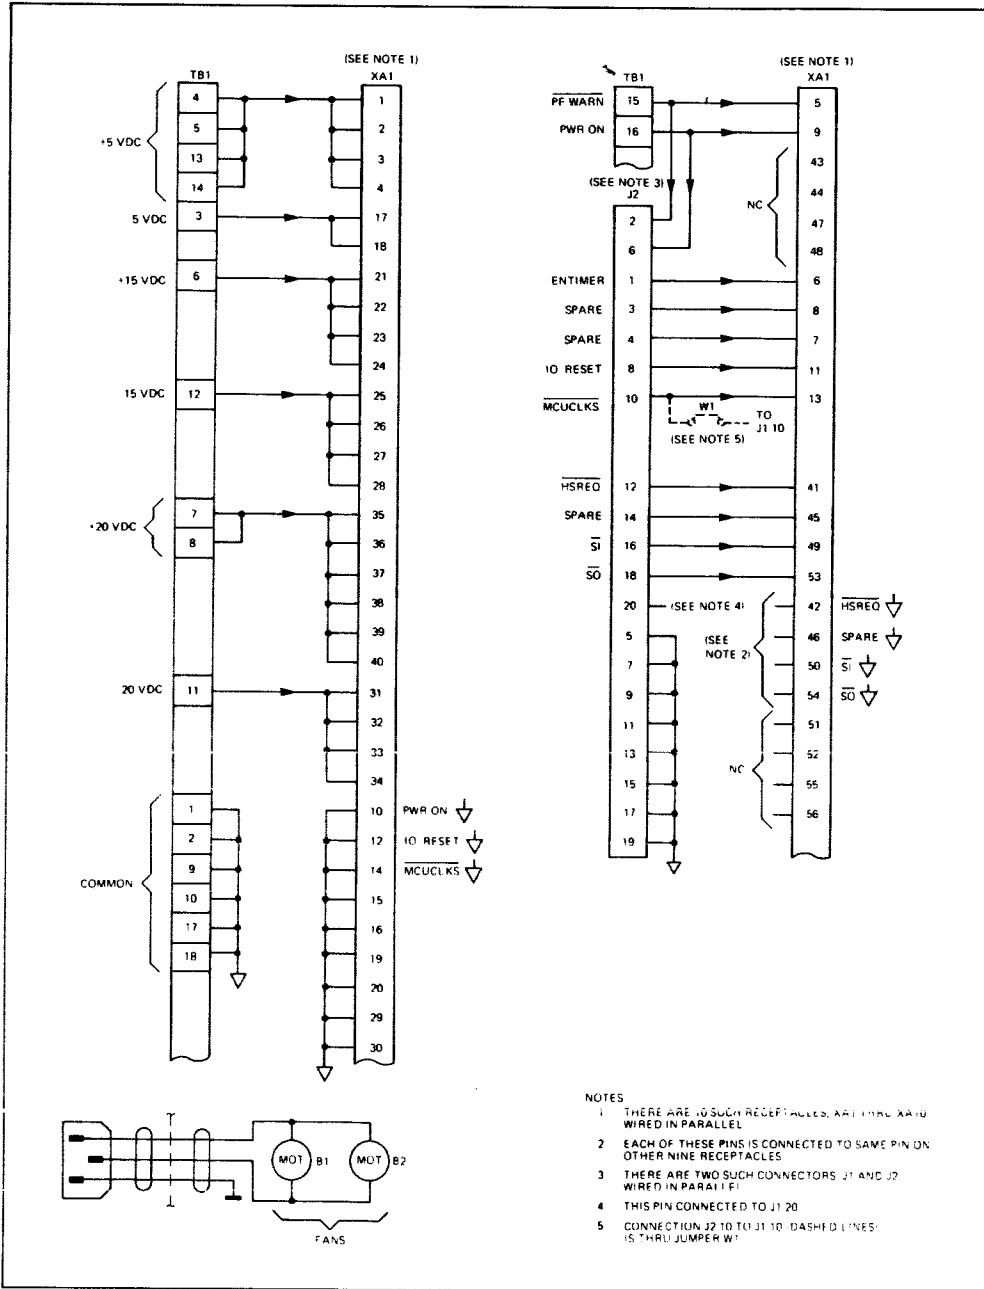 (SEE NOTE 1)
TB1 XA1
+5 VDC
4 1
5 2
13 3
14 4
5 VDC 3 17
18
+15 VDC 6 21
22
23
24
15 VDC 12 25
26
27
28
+20 VDC
7 35
8 36
37
38
39
40
20 VDC 11 31
32
33
34
COMMON
1
2
9
10
17
18
10 PWR ON
12 IO RESET
14 MCUCLKS
15
16
19
20
29
30
(SEE NOTE 1)
TB1 XA1
PF WARN 15 5
PWR ON 16 9
NC
43
44
47
48
(SEE NOTE 3)
J2
2
6
ENTIMER 1 6
SPARE 3 8
SPARE 4 7
IO RESET 8 11
MCUCLKS 10 13
W1 TO J1 10
(SEE NOTE 5)
HSREQ 12 41
SPARE 14 45
SI 16 49
SO 18 53
20 (SEE NOTE 4)
(SEE NOTE 2)
42 HSREQ
46 SPARE
50 SI
54 SO
5
7
9
11
13
15
17
19
NC
51
52
55
56
MOT B1
MOT B2
FANS
NOTES
1 THERE ARE 10 SUCH RECEPTACLES, XA1 THRU XA10
WIRED IN PARALLEL
2 EACH OF THESE PINS IS CONNECTED TO SAME PIN ON
OTHER NINE RECEPTACLES
3 THERE ARE TWO SUCH CONNECTORS J1 AND J2
WIRED IN PARALLEL
4 THIS PIN CONNECTED TO J1 20
5 CONNECTION J2 10 TO J1 10 (DASHED LINES)
IS THRU JUMPER W1